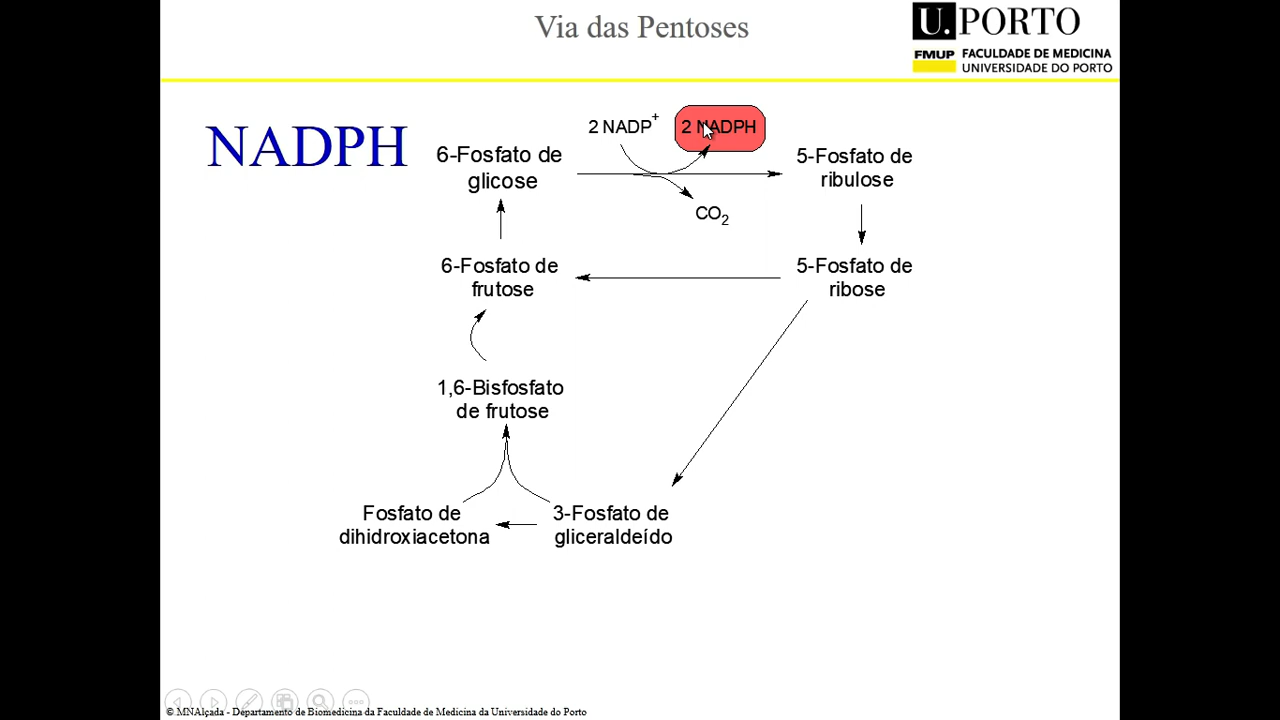 Via das Pentoses
U.PORTO
FMUP FACULDADE DE MEDICINA
UNIVERSIDADE DO PORTO
NADPH
2 NADP+
2 NADPH
6-Fosfato de
glicose
5-Fosfato de
ribulose
CO2
6-Fosfato de
frutose
5-Fosfato de
ribose
1,6-Bisfosfato
de frutose
Fosfato de
dihidroxiacetona
3-Fosfato de
gliceraldeído
© MNAlçada - Departamento de Biomedicina da Faculdade de Medicina da Universidade do Porto